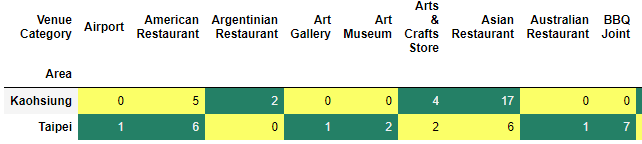 Venue Category Airport American Restaurant Argentinian Restaurant Art Gallery Art Museum Arts & Crafts Store Asian Restaurant Australian Restaurant BBQ Joint
Area
Kaohsiung 0 5 2 0 0 4 17 0 0
Taipei 1 6 0 1 2 2 6 1 7